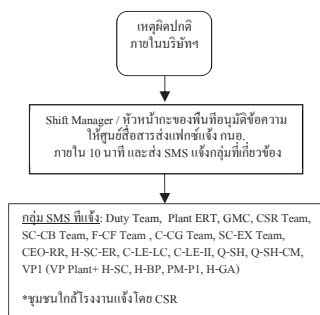 เหตุผิดปกติ
ภายในบริษัทฯ
Shift Manager / หัวหน้ากะของพื้นที่อนุมัติข้อความ
ให้ศูนย์สื่อสารส่งแฟกซ์แจ้ง กนอ.
ภายใน 10 นาที และส่ง SMS แจ้งกลุ่มที่เกี่ยวข้อง
กลุ่ม SMS ที่แจ้ง: Duty Team, Plant ERT, GMC, CSR Team,
SC-CB Team, F-CF Team , C-CG Team, SC-EX Team,
CEO-RR, H-SC-ER, C-LE-LC, C-LE-II, Q-SH, Q-SH-CM,
VP1 (VP Plant+ H-SC, H-BP, PM-P1, H-GA)
*ชุมชนใกล้โรงงานแจ้งโดย CSR